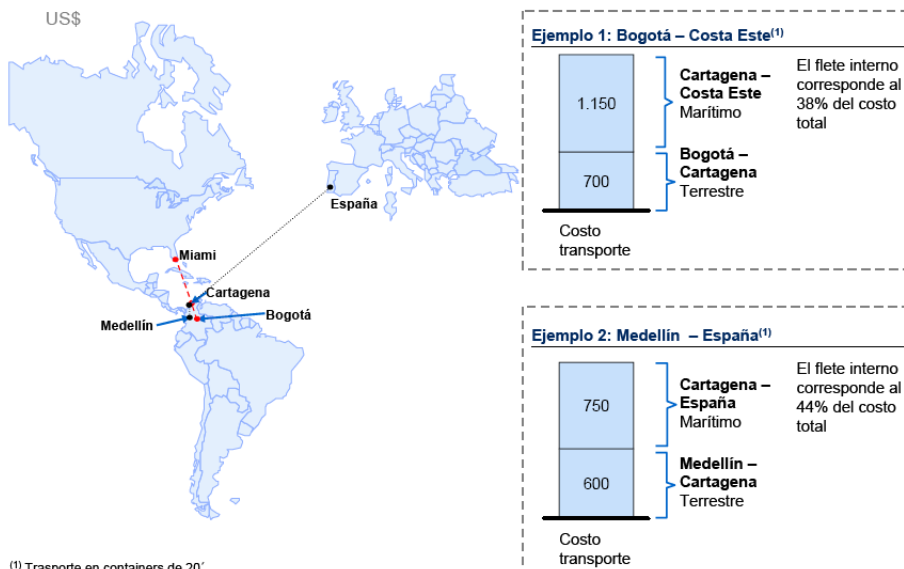 US$
España
Miami
Cartagena
Medellín
Bogotá
Ejemplo 1: Bogotá – Costa Este(1)
1.150
Cartagena –
Costa Este
Marítimo
El flete interno
corresponde al
38% del costo
total
700
Bogotá –
Cartagena
Terrestre
Costo
transporte
Ejemplo 2: Medellín – España(1)
750
Cartagena –
España
Marítimo
El flete interno
corresponde al
44% del costo
total
600
Medellín –
Cartagena
Terrestre
Costo
transporte
(1) Trasporte en containers de 20´